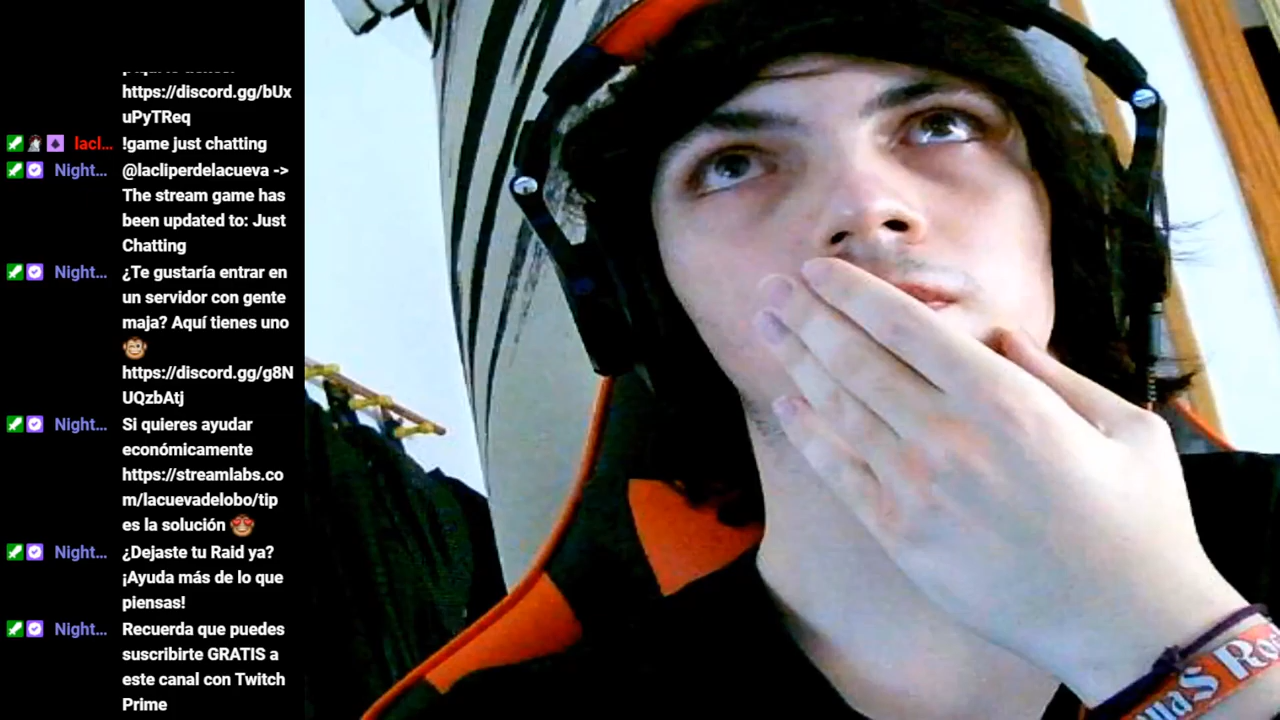 https://discord.gg/bUx
uPyTReq
lacl... !game just chatting
Night... @lacliperdelacueva ->
The stream game has
been updated to: Just
Chatting
Night... ¿Te gustaría entrar en
un servidor con gente
maja? Aquí tienes uno
🐵
https://discord.gg/g8N
UQzbAtj
Night... Si quieres ayudar
económicamente
https://streamlabs.co
m/lacuevadelobo/tip
es la solución 😍
Night... ¿Dejaste tu Raid ya?
¡Ayuda más de lo que
piensas!
Night... Recuerda que puedes
suscribirte GRATIS a
este canal con Twitch
Prime